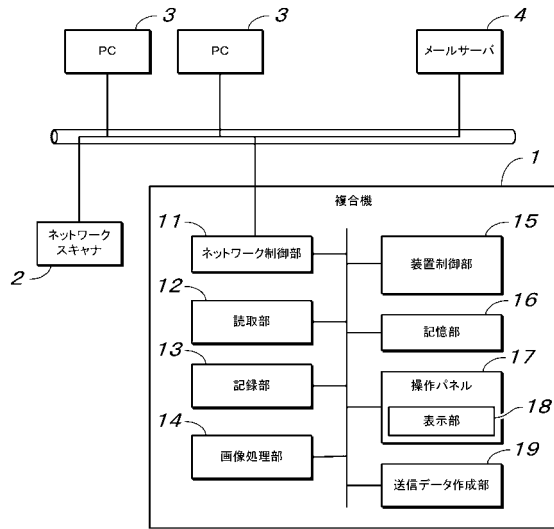 3
3
4
PC
PC
メールサーバ
1
複合機
11
15
ネットワーク
スキャナ
2
ネットワーク制御部
装置制御部
12
16
読取部
記憶部
13
17
記録部
操作パネル
表示部
18
14
19
画像処理部
送信データ作成部